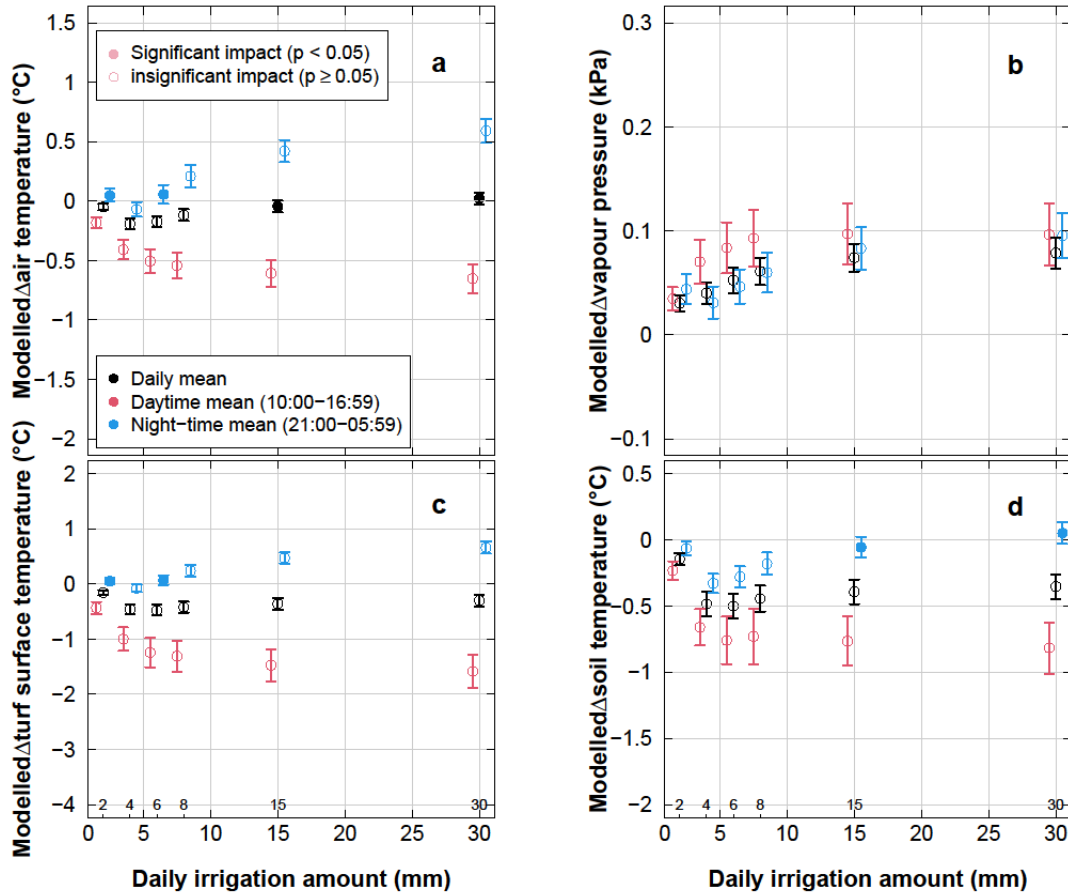 Modelled∆air temperature (°C)
1.5
1
0.5
0
−0.5
−1
−1.5
−2
Significant impact (p < 0.05)
insignificant impact (p ≥ 0.05)
a
Daily mean
Daytime mean (10:00−16:59)
Night−time mean (21:00−05:59)
Modelled∆vapour pressure (kPa)
0.3
0.2
0.1
0
−0.1
b
Modelled∆turf surface temperature (°C)
2
1
0
−1
−2
−3
−4
c
2 4 6 8 15 30
0 5 10 15 20 25 30
Daily irrigation amount (mm)
Modelled∆soil temperature (°C)
0.5
0
−0.5
−1
−1.5
−2
d
2 4 6 8 15 30
0 5 10 15 20 25 30
Daily irrigation amount (mm)